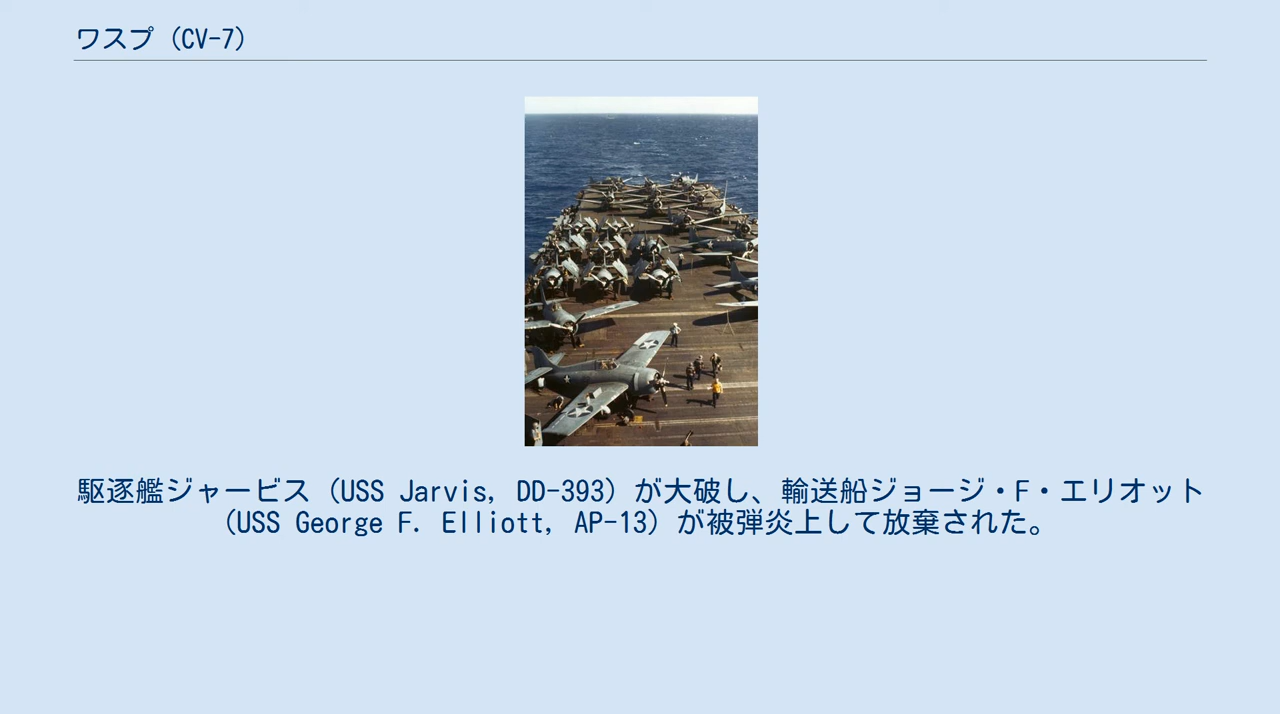 ワスプ（CV-7）
駆逐艦ジャービス（USS Jarvis, DD-393）が大破し、輸送船ジョージ・F・エリオット
（USS George F. Elliott, AP-13）が被弾炎上して放棄された。